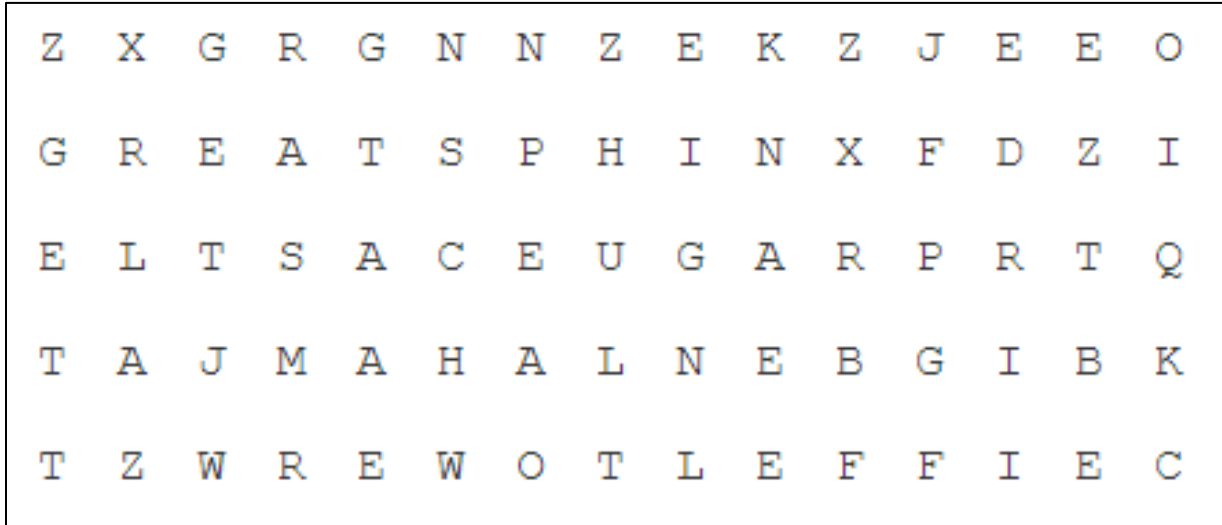 Z X G R G N N Z E K Z J E E O
G R E A T S P H I N X F D Z I
E L T S A C E U G A R P R T Q
T A J M A H A L N E B G I B K
T Z W R E W O T L E F F I E C